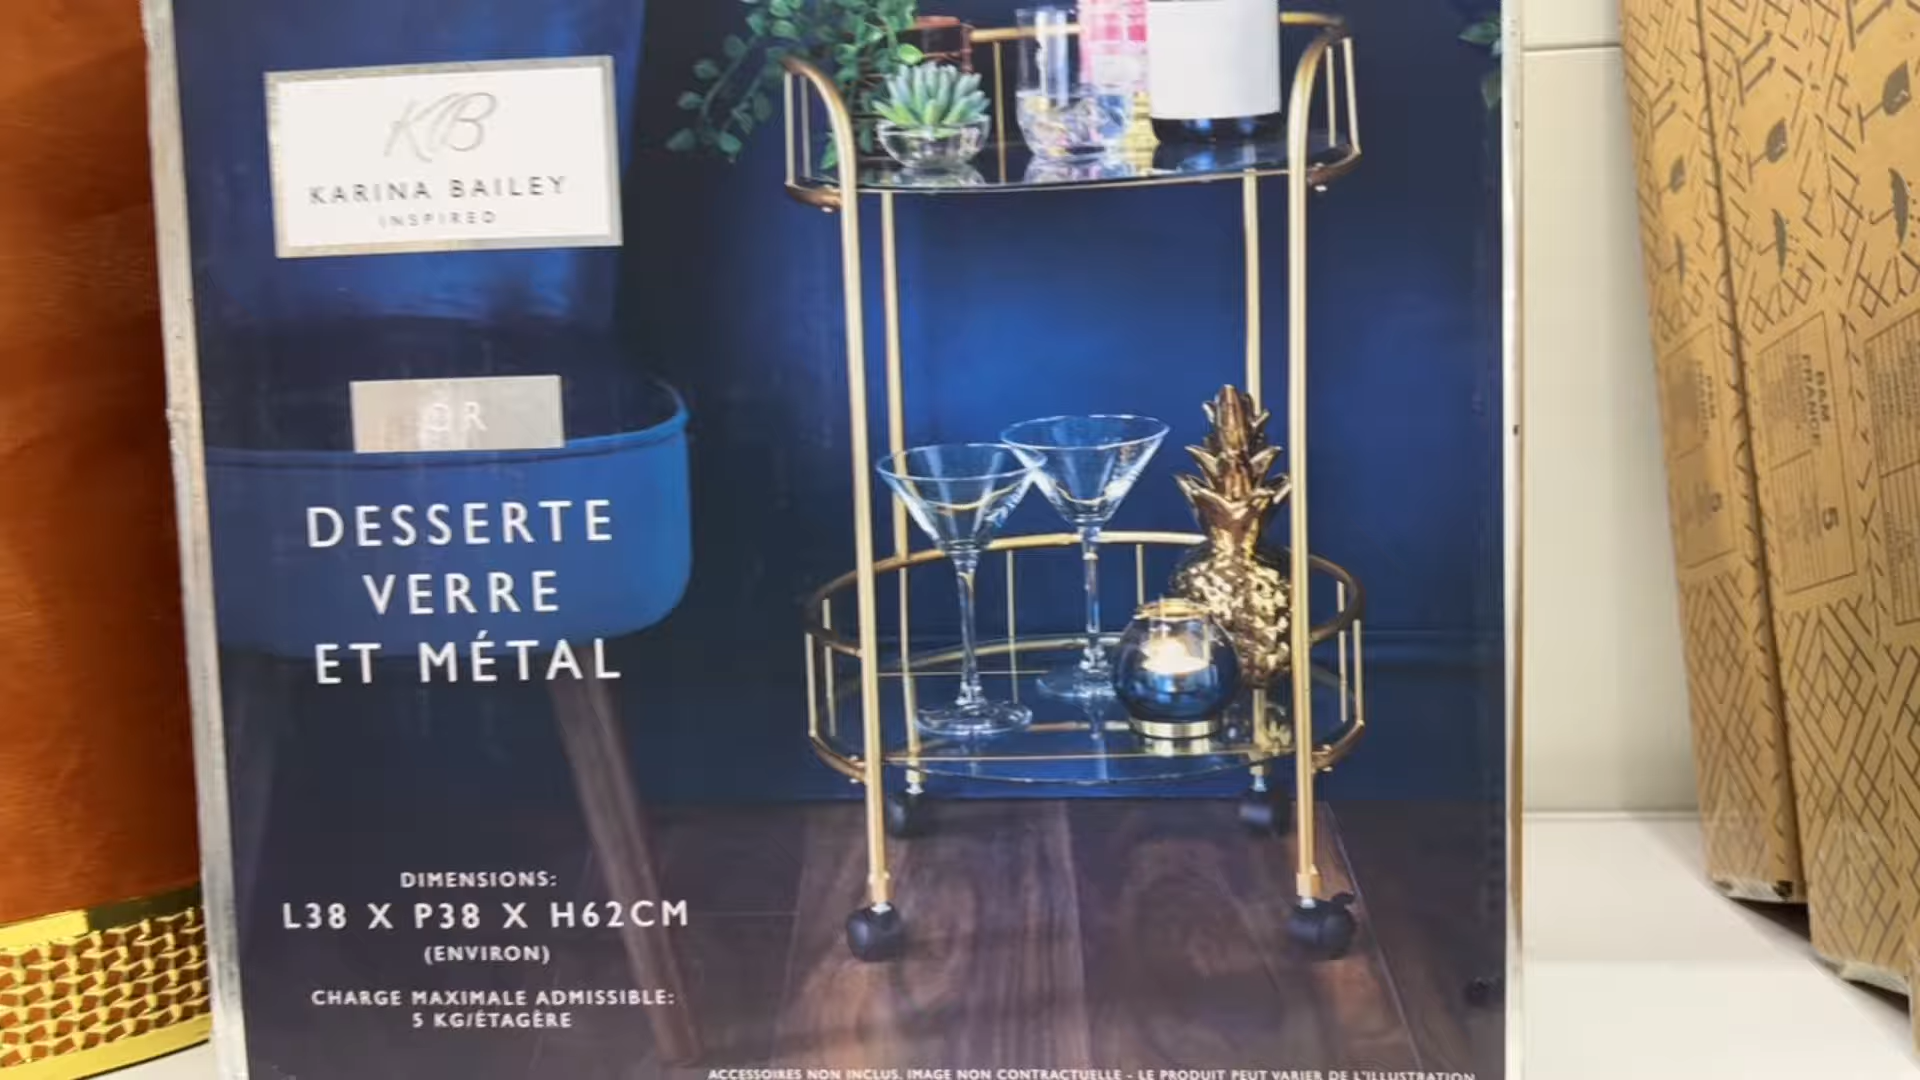 KB
KARINA BAILEY
INSPIRED
OR
DESSERTE
VERRE
ET MÉTAL
DIMENSIONS:
L38 X P38 X H62CM
(ENVIRON)
CHARGE MAXIMALE ADMISSIBLE:
5 KG/ÉTAGÈRE
ACCESSOIRES NON INCLUS. IMAGE NON CONTRACTUELLE - LE PRODUIT PEUT VARIER DE L'ILLUSTRATION
5